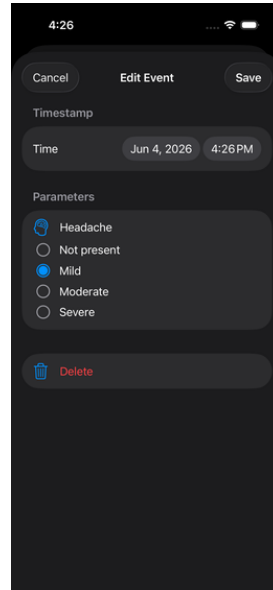 4:26
Cancel Edit Event Save
Timestamp
Time Jun 4, 2026 4:26 PM
Parameters
Headache
Not present
Mild
Moderate
Severe
Delete